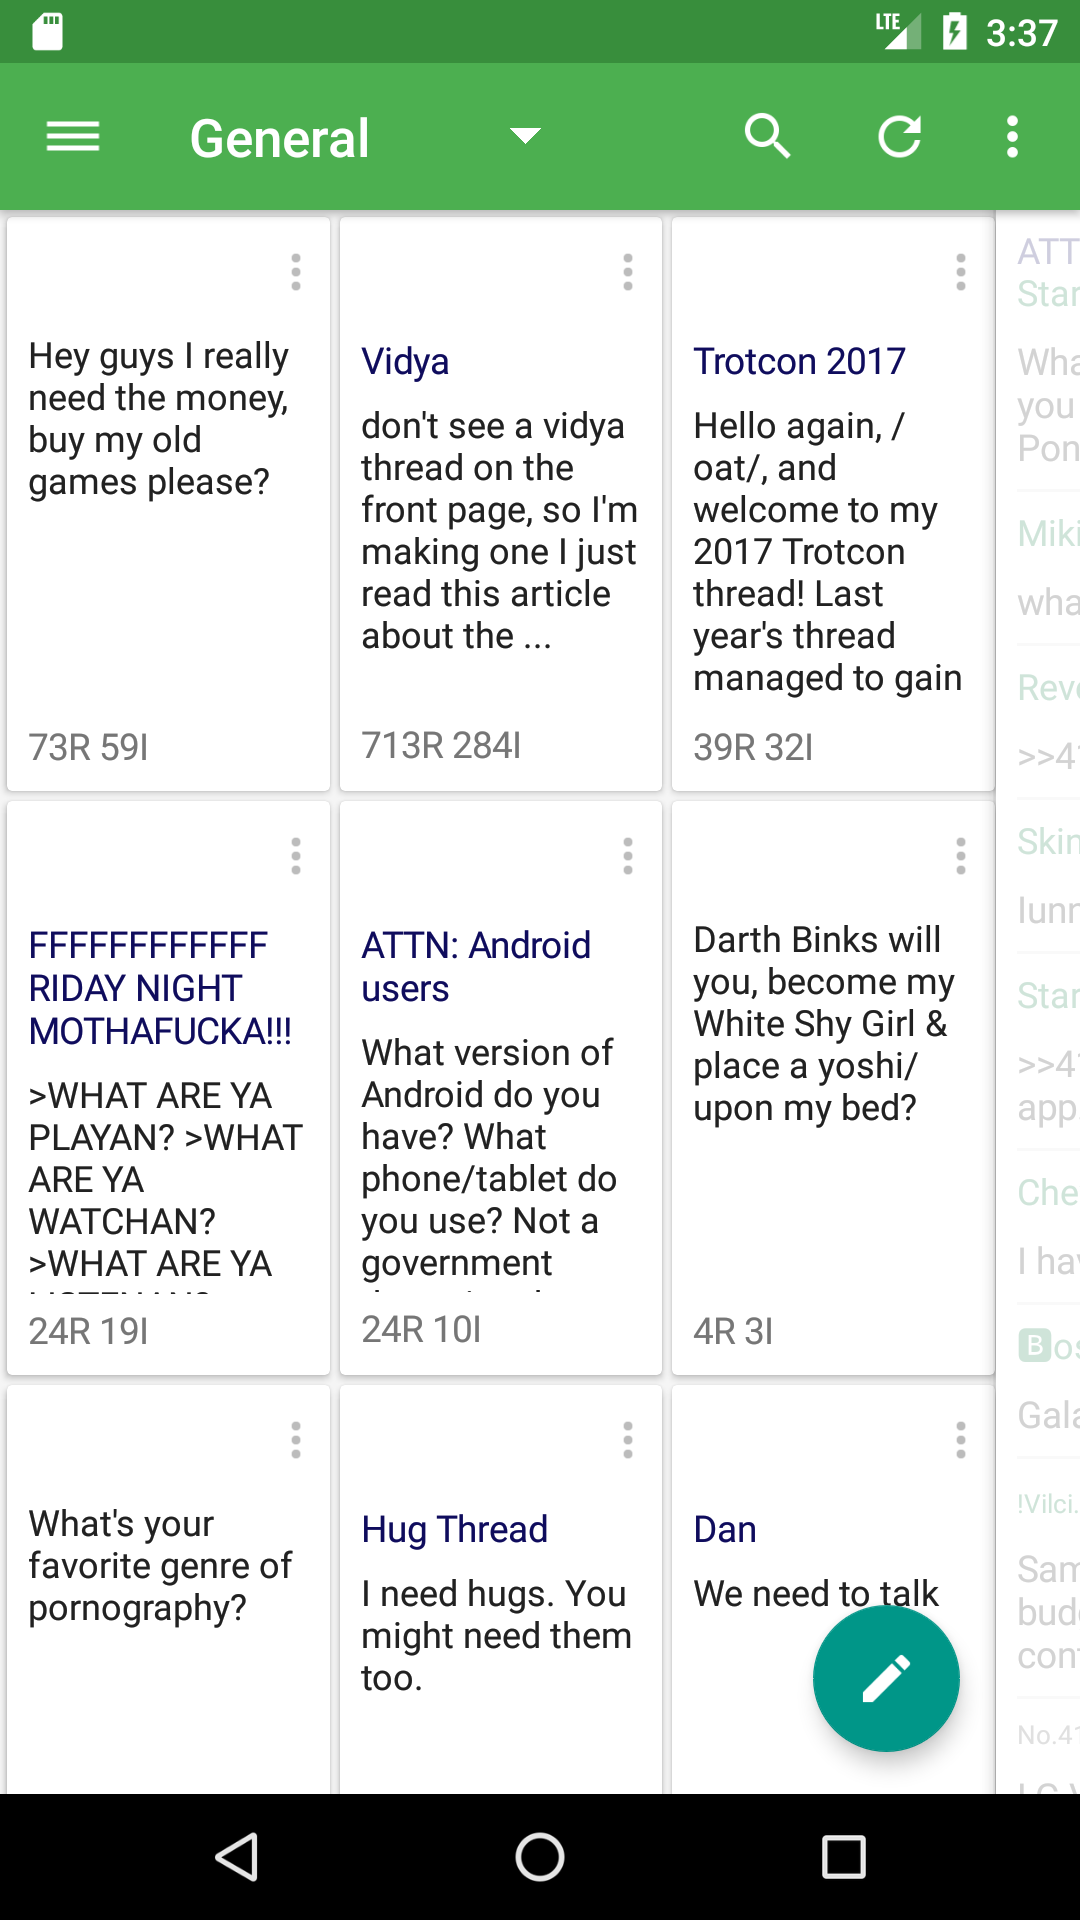 LTE 3:37
General
Hey guys I really
need the money,
buy my old
games please?
73R 59I
Vidya
don't see a vidya
thread on the
front page, so I'm
making one I just
read this article
about the ...
713R 284I
Trotcon 2017
Hello again, /
oat/, and
welcome to my
2017 Trotcon
thread! Last
year's thread
managed to gain
39R 32I
FFFFFFFFFFFF
RIDAY NIGHT
MOTHAFUCKA!!!
>WHAT ARE YA
PLAYAN? >WHAT
ARE YA
WATCHAN?
>WHAT ARE YA
24R 19I
ATTN: Android
users
What version of
Android do you
have? What
phone/tablet do
you use? Not a
government
24R 10I
Darth Binks will
you, become my
White Shy Girl &
place a yoshi/
upon my bed?
4R 3I
What's your
favorite genre of
pornography?
Hug Thread
I need hugs. You
might need them
too.
Dan
We need to talk
ATT
Star
Wha
you
Pon
Miki
wha
Reve
>>41
Skin
lunn
Star
>>41
app
Che
I hav
Bos
Gala
!Vilci.
Sam
bud
con
No.41